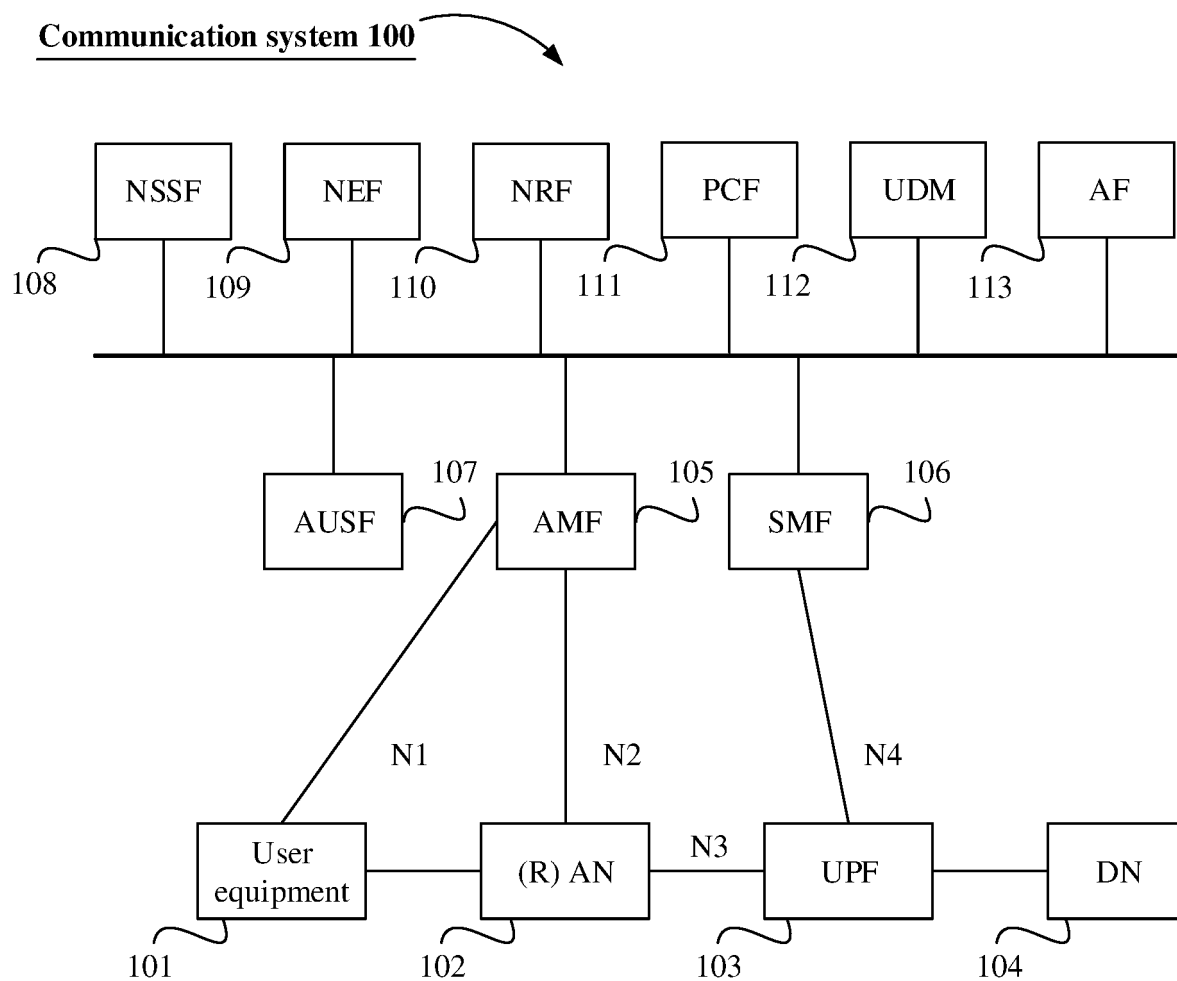 Communication system 100
NSSF
NEF
NRF
PCF
UDM
AF
108
109
110
111
112
113
107
105
106
AUSF
AMF
SMF
N1
N2
N4
User
equipment
(R) AN
N3
UPF
DN
101
102
103
104